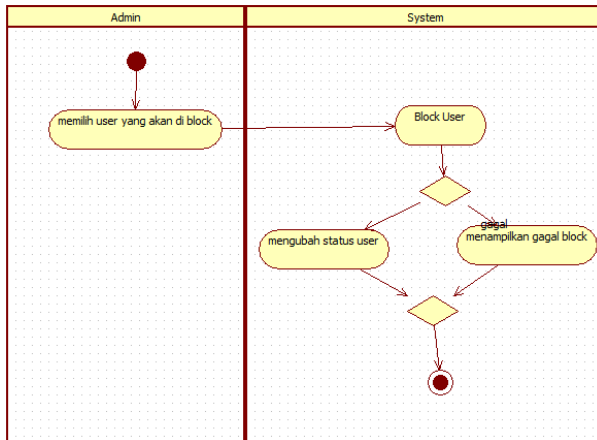 Admin
System
memilih user yang akan di block
Block User
gagal
mengubah status user
menampilkan gagal block